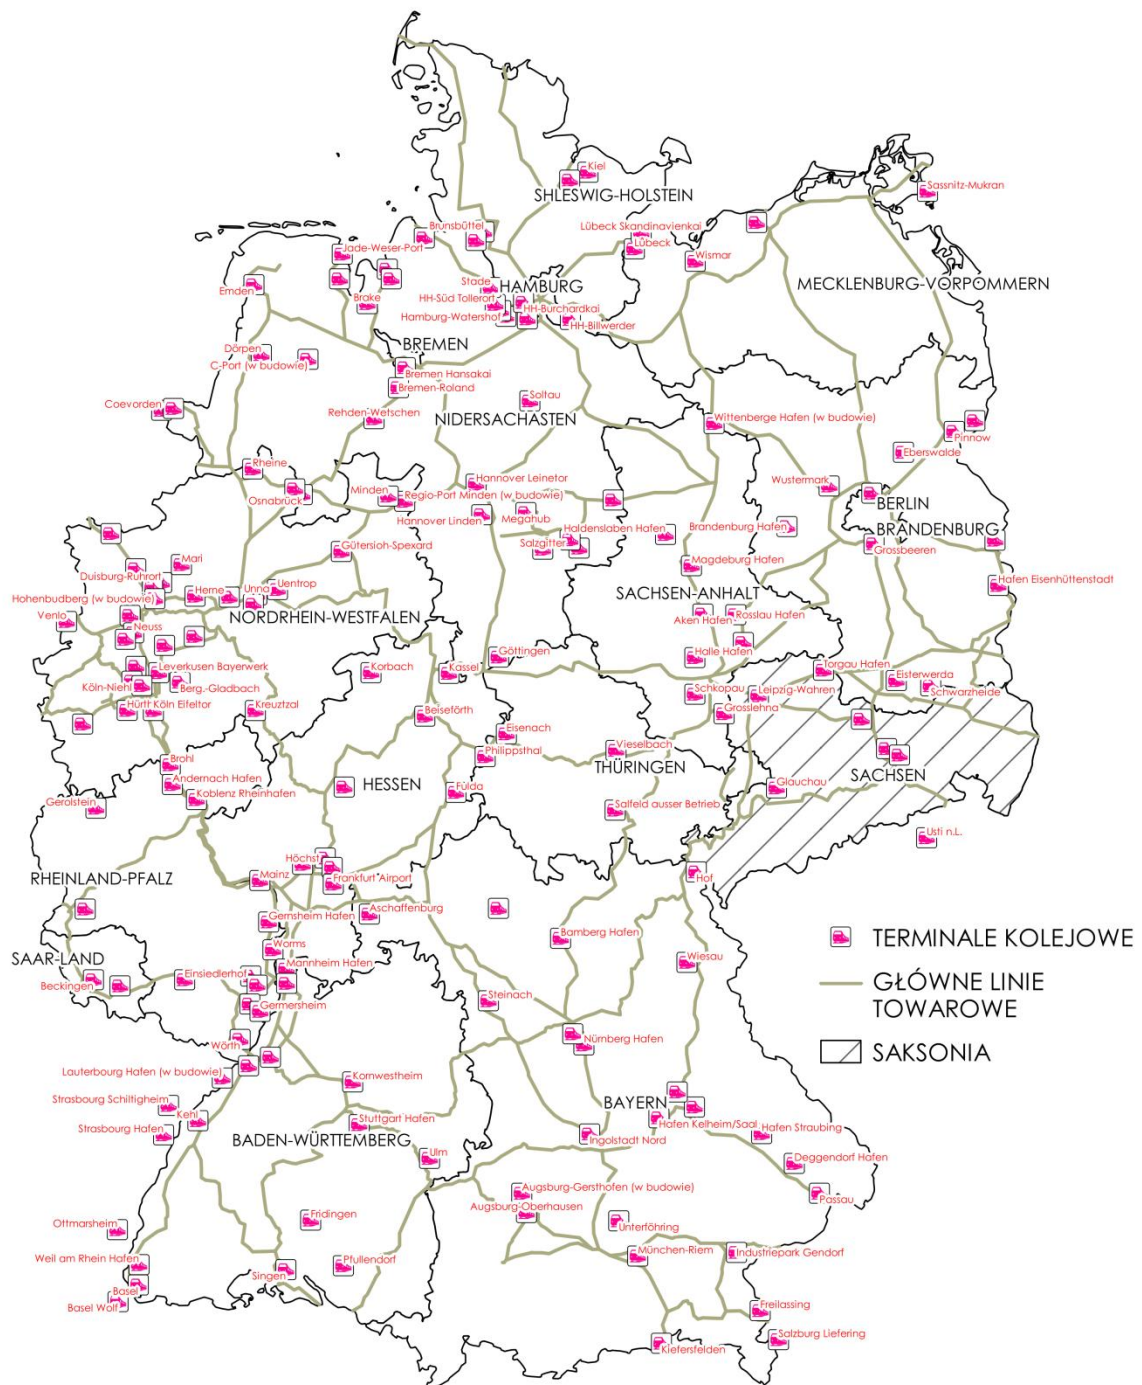 Kiel
SHLESWIG-HOLSTEIN
Sassnitz-Mukran
Brunsbüttel
Lübeck Skandinavienkai
Lübeck
Jade-Weser-Port
Wismar
MECKLENBURG-VORPOMMERN
Emden
Stade
HAMBURG
Brake
HH-Süd Tollerort
HH-Burchardkai
Hamburg-Watershof
HH-Billwerder
BREMEN
Dörpen
C-Port (w budowie)
Bremen Hansakai
Bremen-Roland
Coevorden
Soltau
Rehden-Wetschen
NIDERSACHASTEN
Wittenberge Hafen (w budowie)
Pinnow
Eberswalde
Rheine
Hannover Leinetor
Wustermark
Minden
Regio-Port Minden (w budowie)
Osnabrück
BERLIN
Megahub
Hannover Linden
Haldenslaben Hafen
Brandenburg Hafen
BRANDENBURG
Salzgitter
Grossbeeren
Gütersloh-Spexard
Mari
Magdeburg Hafen
Duisburg-Ruhrort
Hafen Eisenhüttenstadt
Herne
Unna
Uentrop
SACHSEN-ANHALT
Hohenbudberg (w budowie)
Venlo
NORDRHEIN-WESTFALEN
Aken Hafen
Rosslau Hafen
Neuss
Halle Hafen
Göttingen
Leverkusen Bayerwerk
Korbach
Kassel
Torgau Hafen
Eisterwerda
Köln-Niehl
Berg.-Gladbach
Schkopau
Leipzig-Wahren
Schwarzheide
Hürth
Köln Eifeltor
Kreuztzal
Beiseförth
Grosslehna
Eisenach
Vieselbach
Philippsthal
THÜRINGEN
Brohl
SACHSEN
Andernach Hafen
HESSEN
Fulda
Glauchau
Koblenz Rheinhafen
Gerolstein
Salfeld ausser Betrieb
Usti n.L.
Höchst
RHEINLAND-PFALZ
Mainz
Frankfurt Airport
Hof
Gernsheim Hafen
Aschaffenburg
TERMINALE KOLEJOWE
Bamberg Hafen
Worms
SAAR-LAND
Mannheim Hafen
Wiesau
Beckingen
Einsiedlerhof
GŁÓWNE LINIE
TOWAROWE
Steinach
Germersheim
Nürnberg Hafen
Wörth
SAKSONIA
Lauterbourg Hafen (w budowie)
Kornwestheim
Strasbourg Schiltigheim
BAYERN
Kehl
Stuttgart Hafen
Hafen Kelheim/Saal
Hafen Straubing
Strasbourg Hafen
BADEN-WÜRTTEMBERG
Ingolstadt Nord
Ulm
Deggendorf Hafen
Augsburg-Gersthofen (w budowie)
Passau
Augsburg-Oberhausen
Ottmarsheim
Fridingen
Unterföhring
Weil am Rhein Hafen
München-Riem
Industriepark Gendorf
Pfullendorf
Singen
Basel
Basel Wolf
Freilassing
Salzburg Liefering
Kiefersfelden